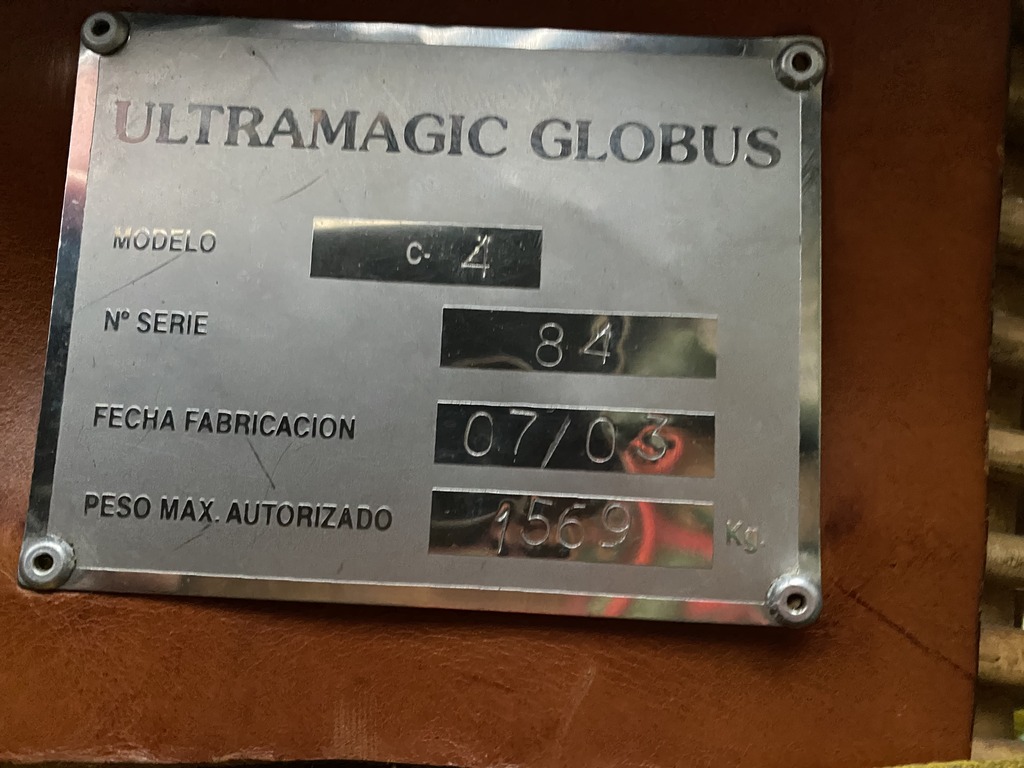 ULTRAMAGIC GLOBUS
MODELO C- 4
Nº SERIE 84
FECHA FABRICACION 07/03
PESO MAX. AUTORIZADO 1569 Kg.